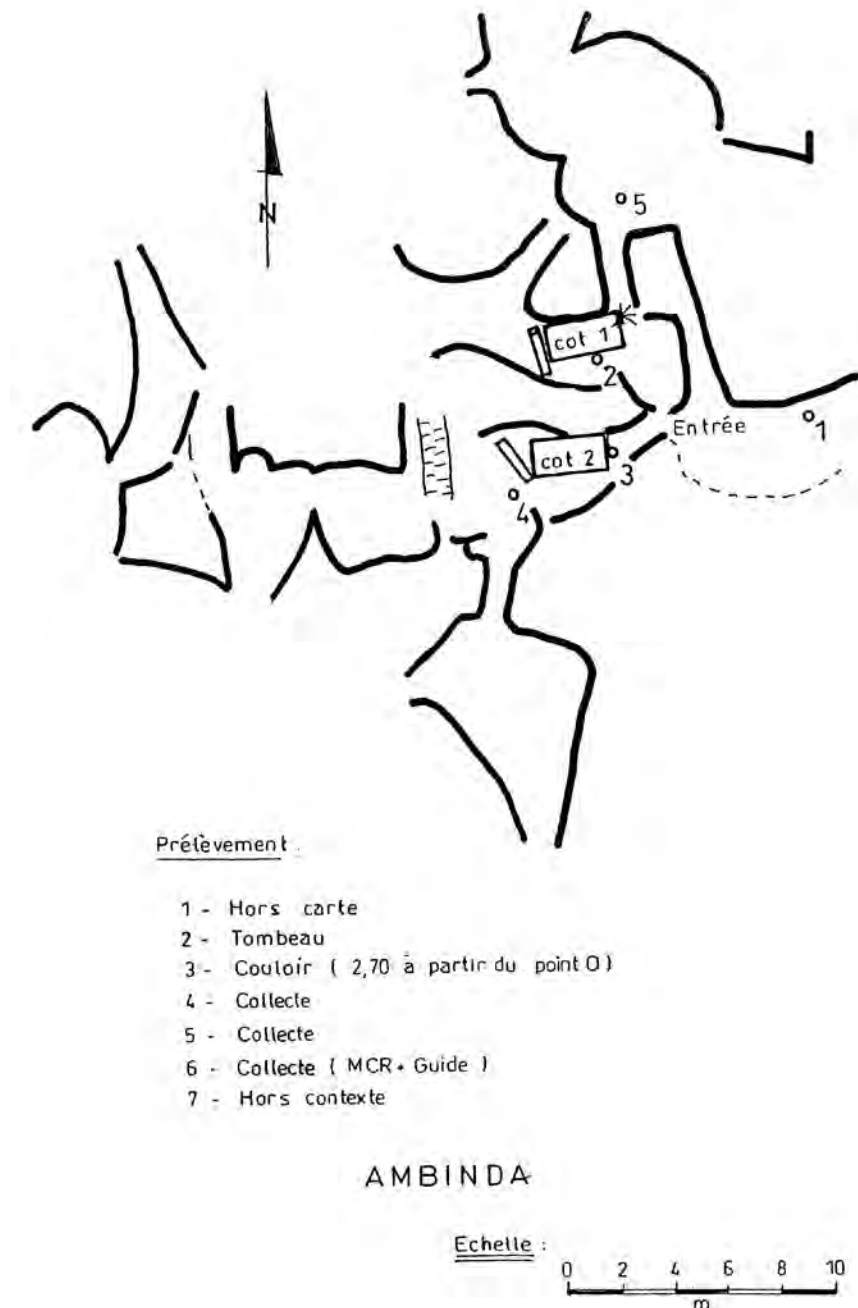 N
5
cot 1
2
Entrée
1
cot 2
3
4
Prélèvement
1 - Hors carte
2 - Tombeau
3 - Couloir ( 2,70 à partir du point O )
4 - Collecte
5 - Collecte
6 - Collecte ( MCR + Guide )
7 - Hors contexte
AMBINDA
Echelle :
0 2 4 6 8 10
m